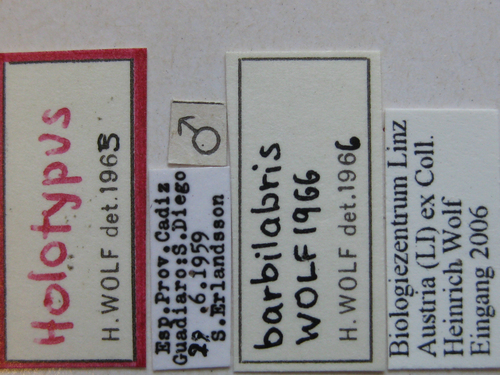 Holotypus
H. WOLF det. 1965
♂
Esp. Prov. Cadiz
Guadiaro: S. Diego
.6.1959
S. Erlandsson
barbilabris
WOLF 1966
H. WOLF det. 1966
Biologiezentrum Linz
Austria (LI) ex Coll.
Heinrich Wolf
Eingang 2006